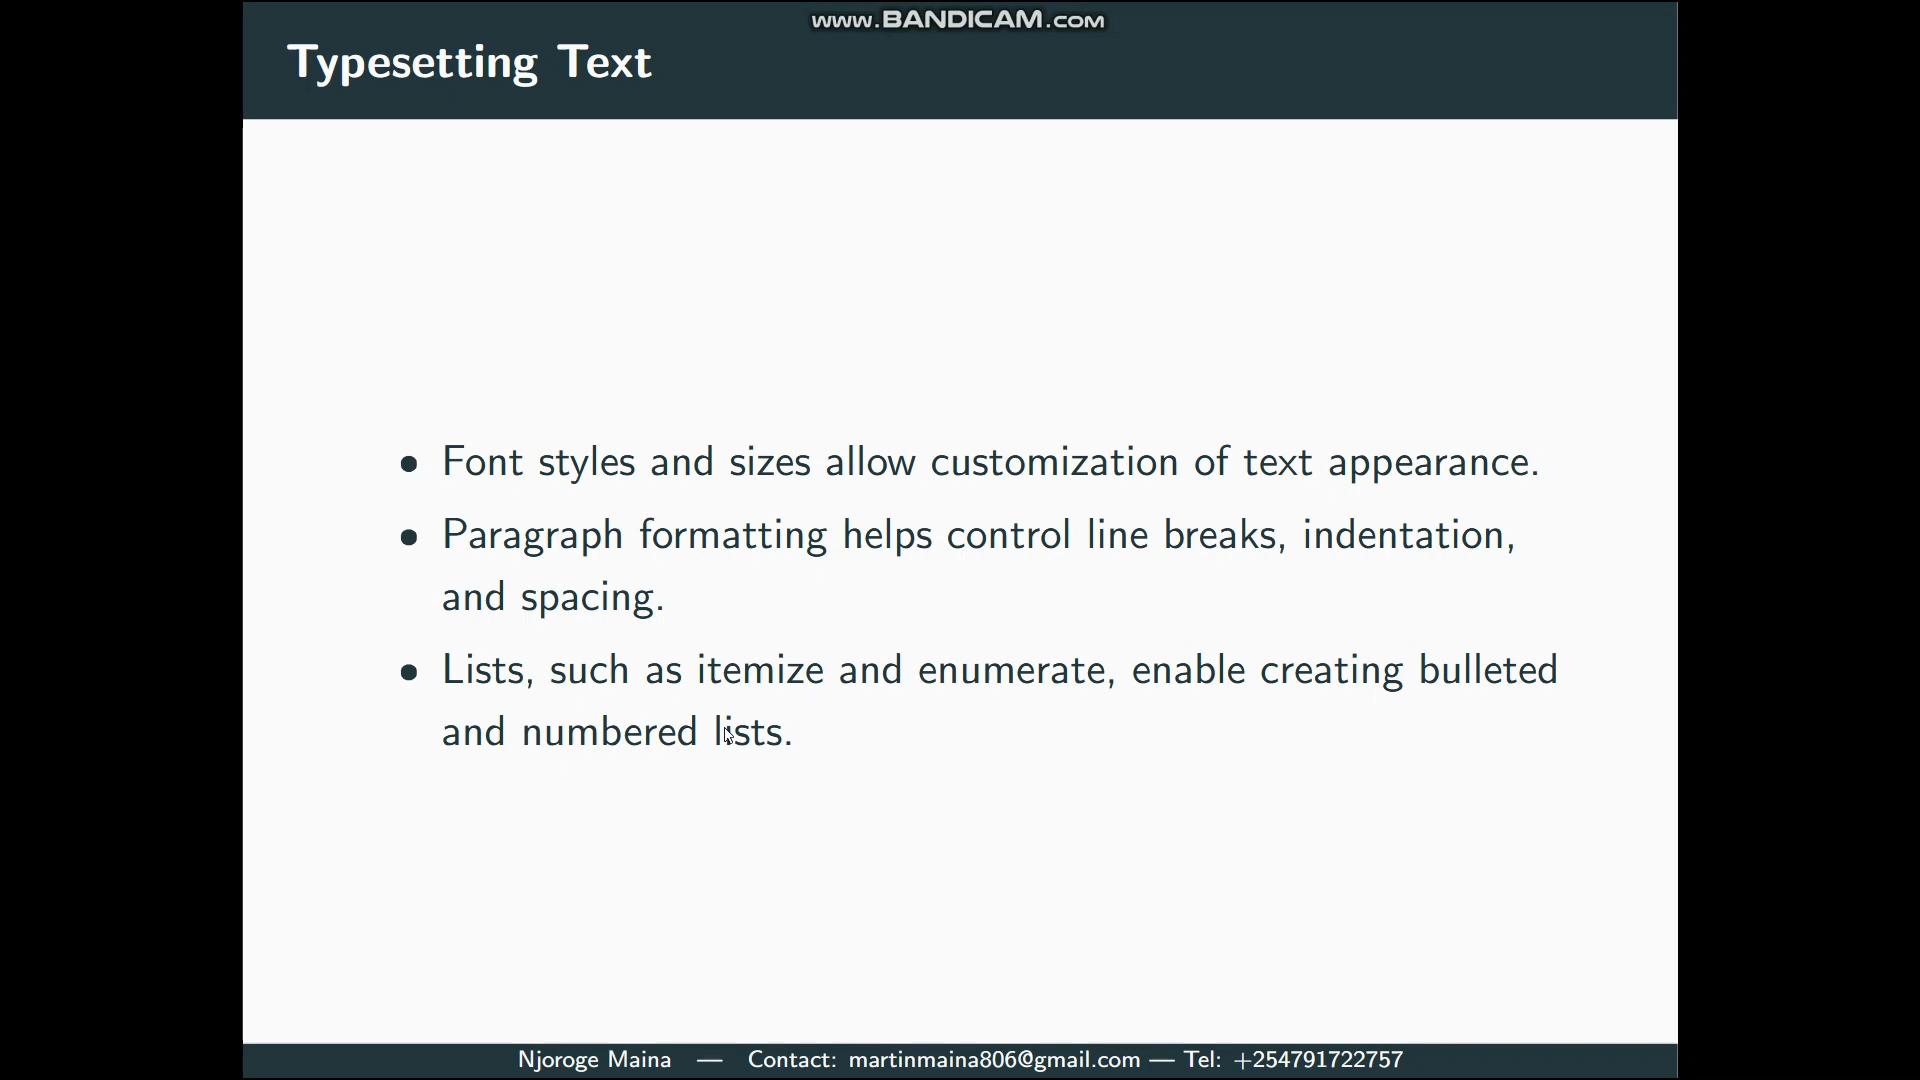 www.BANDICAM.com
Typesetting Text
• Font styles and sizes allow customization of text appearance.
• Paragraph formatting helps control line breaks, indentation,
and spacing.
• Lists, such as itemize and enumerate, enable creating bulleted
and numbered lists.
Njoroge Maina — Contact: martinmaina806@gmail.com — Tel: +254791722757